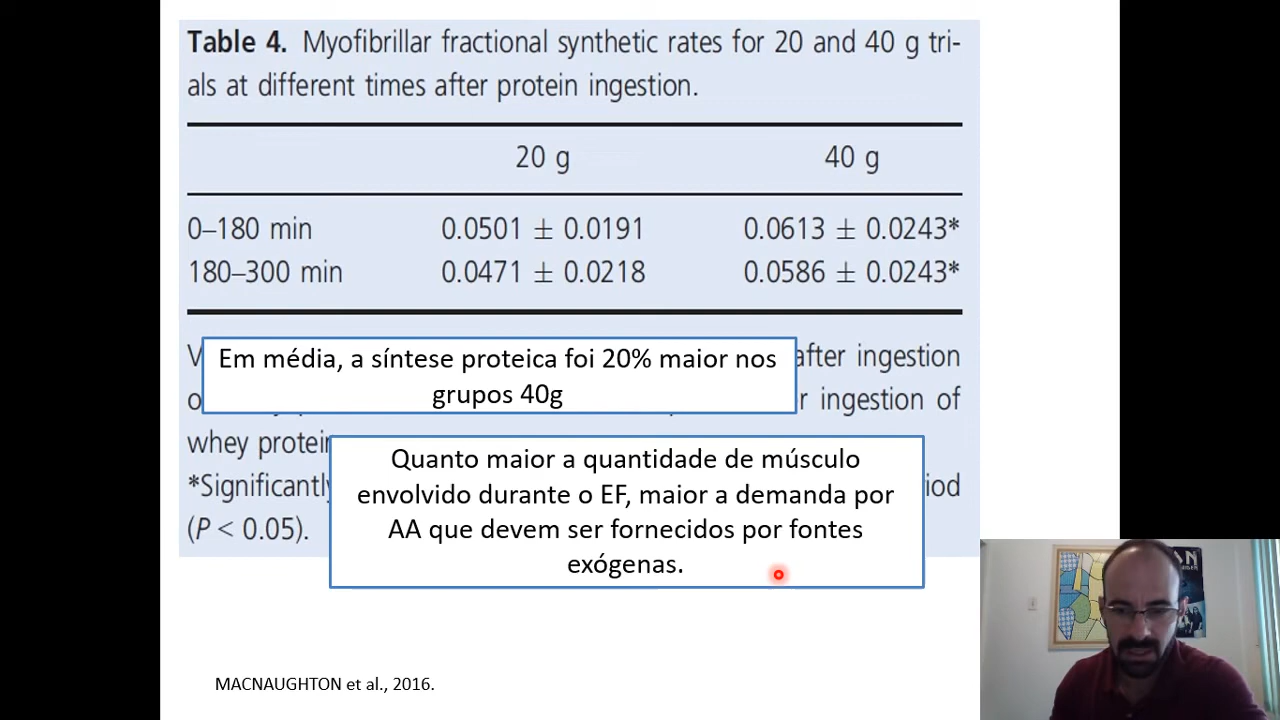 Table 4. Myofibrillar fractional synthetic rates for 20 and 40 g tri-
als at different times after protein ingestion.
20 g 40 g
0–180 min 0.0501 ± 0.0191 0.0613 ± 0.0243*
180–300 min 0.0471 ± 0.0218 0.0586 ± 0.0243*
after ingestion
Em média, a síntese proteica foi 20% maior nos
grupos 40g
ingestion of
whey
*Significantly
(P < 0.05).
Quanto maior a quantidade de músculo
envolvido durante o EF, maior a demanda por
AA que devem ser fornecidos por fontes
exógenas.
MACNAUGHTON et al., 2016.